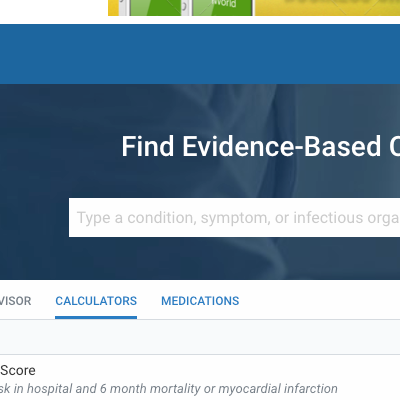 Find Evidence-Based C
Type a condition, symptom, or infectious orga
VISOR CALCULATORS MEDICATIONS
Score
sk in hospital and 6 month mortality or myocardial infarction